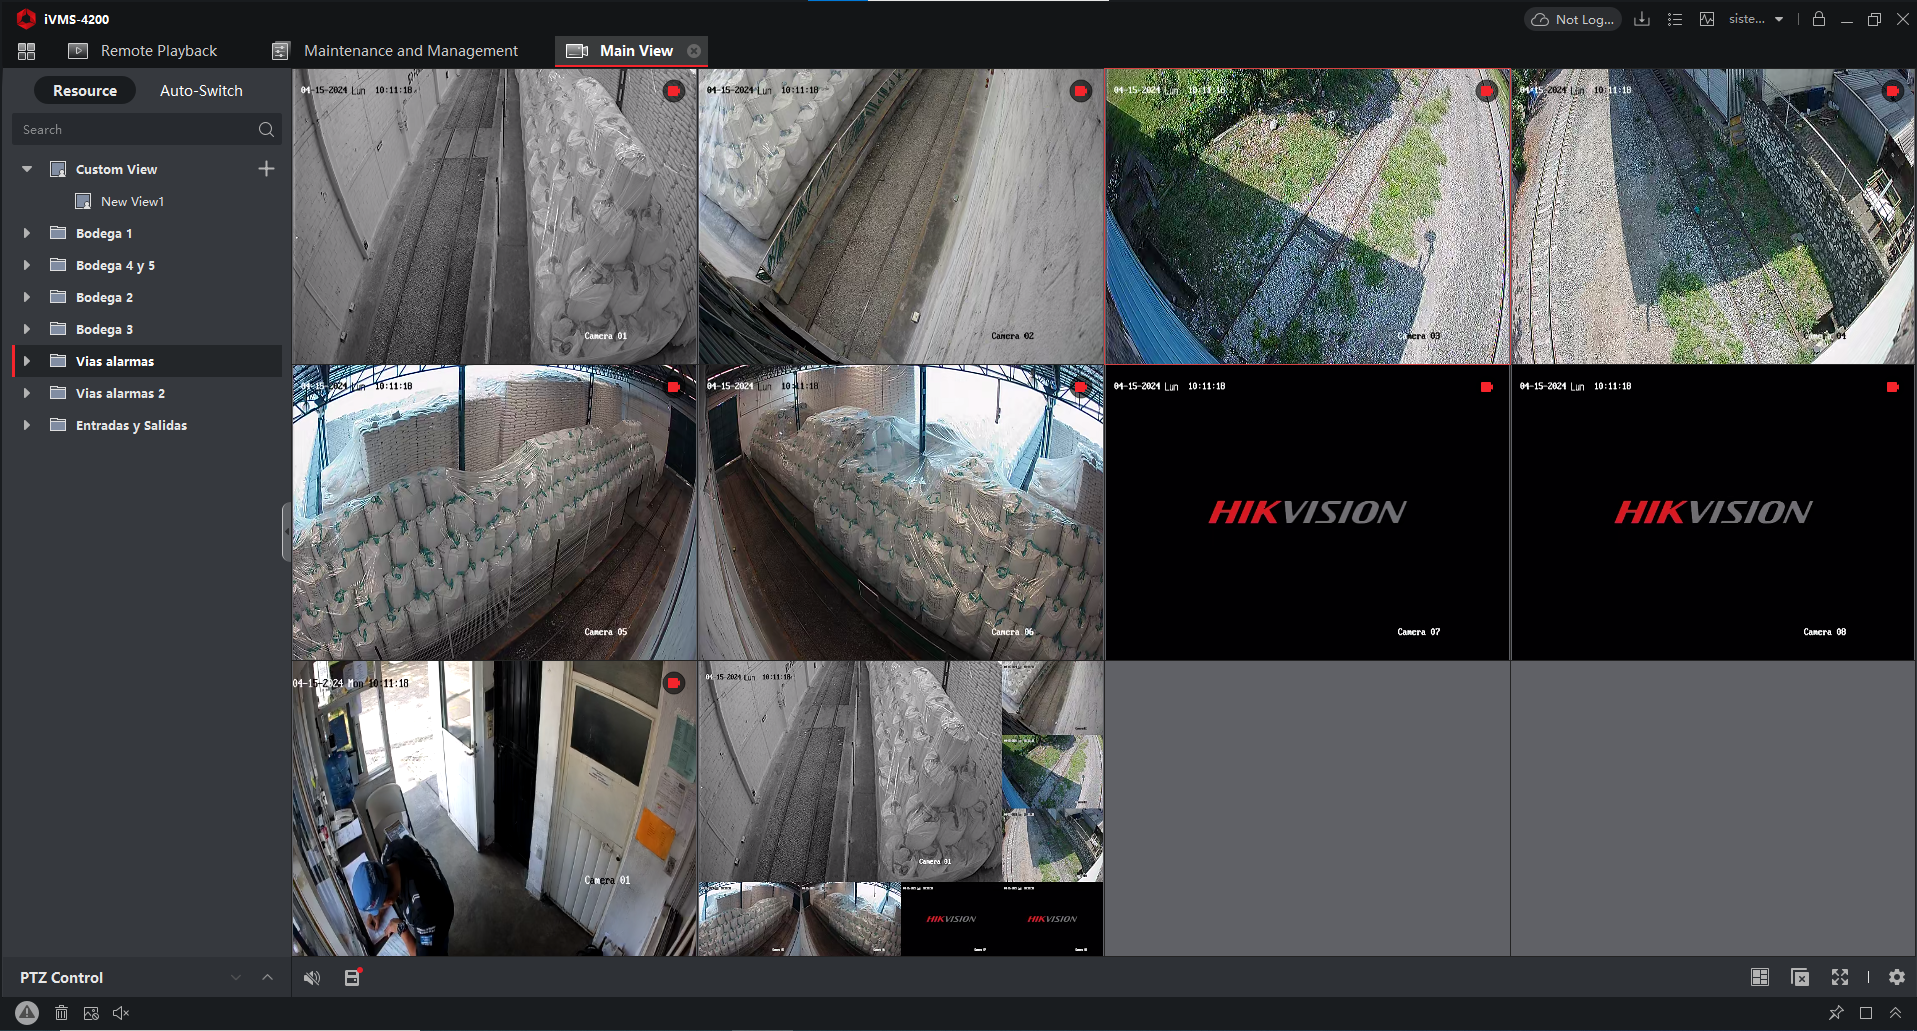 iVMS-4200
Not Log...
siste...
Remote Playback
Maintenance and Management
Main View
Resource
Auto-Switch
Search
Custom View
New View1
Bodega 1
Bodega 4 y 5
Bodega 2
Bodega 3
Vias alarmas
Vias alarmas 2
Entradas y Salidas
PTZ Control
04-15-2024 Lun 10:11:18
Camera 01
04-15-2024 Lun 10:11:18
Camera 02
04-15-2024 Lun 10:11:18
Camera 03
04-15-2024 Lun 10:11:18
Camera 04
04-15-2024 Lun 10:11:18
Camera 05
04-15-2024 Lun 10:11:18
Camera 06
04-15-2024 Lun 10:11:18
HIKVISION
Camera 07
04-15-2024 Lun 10:11:18
HIKVISION
Camera 08
04-15-2024 Mon 10:11:18
Camera 01
04-15-2024 Lun 10:11:18
Camera 01
HIKVISION
HIKVISION